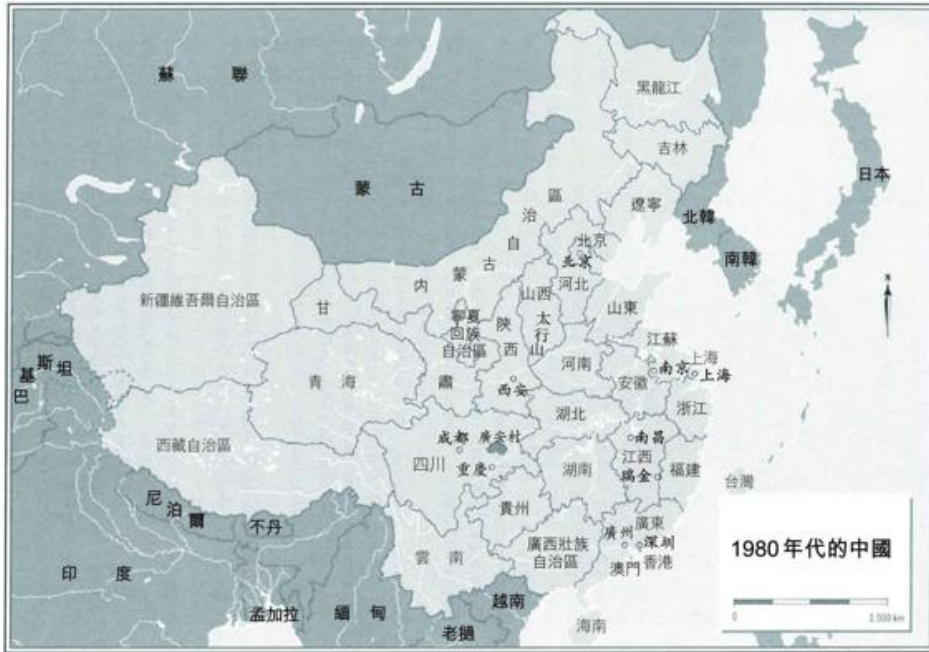 蘇聯
黑龍江
吉林
蒙古
日本
遼寧
北韓
南韓
內蒙古自治區
北京
北京
河北
山西
太行山
山東
新疆維吾爾自治區
甘肅
寧夏
回族
自治區
陝西
河南
江蘇
上海
南京
上海
安徽
浙江
青海
西安
湖北
巴基斯坦
西藏自治區
成都
廣安村
四川
重慶
湖南
南昌
江西
瑞金
福建
台灣
尼泊爾
不丹
貴州
雲南
廣西壯族
自治區
廣州
廣東
深圳
澳門
香港
印度
孟加拉
緬甸
越南
老撾
海南
1980年代的中國
0
1,000 km